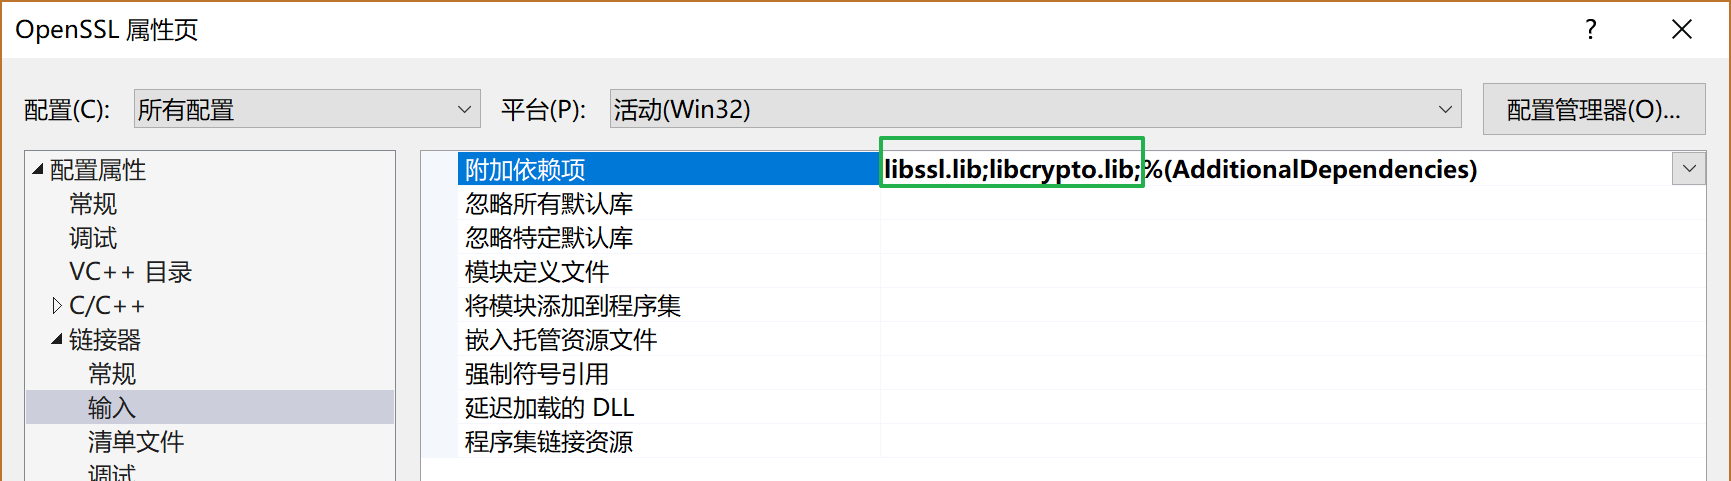 OpenSSL 属性页 ? ×
配置(C): 所有配置 平台(P): 活动(Win32) 配置管理器(O)...
配置属性
常规
调试
VC++ 目录
C/C++
链接器
常规
输入
清单文件
调试
附加依赖项 libssl.lib;libcrypto.lib;%(AdditionalDependencies)
忽略所有默认库
忽略特定默认库
模块定义文件
将模块添加到程序集
嵌入托管资源文件
强制符号引用
延迟加载的 DLL
程序集链接资源